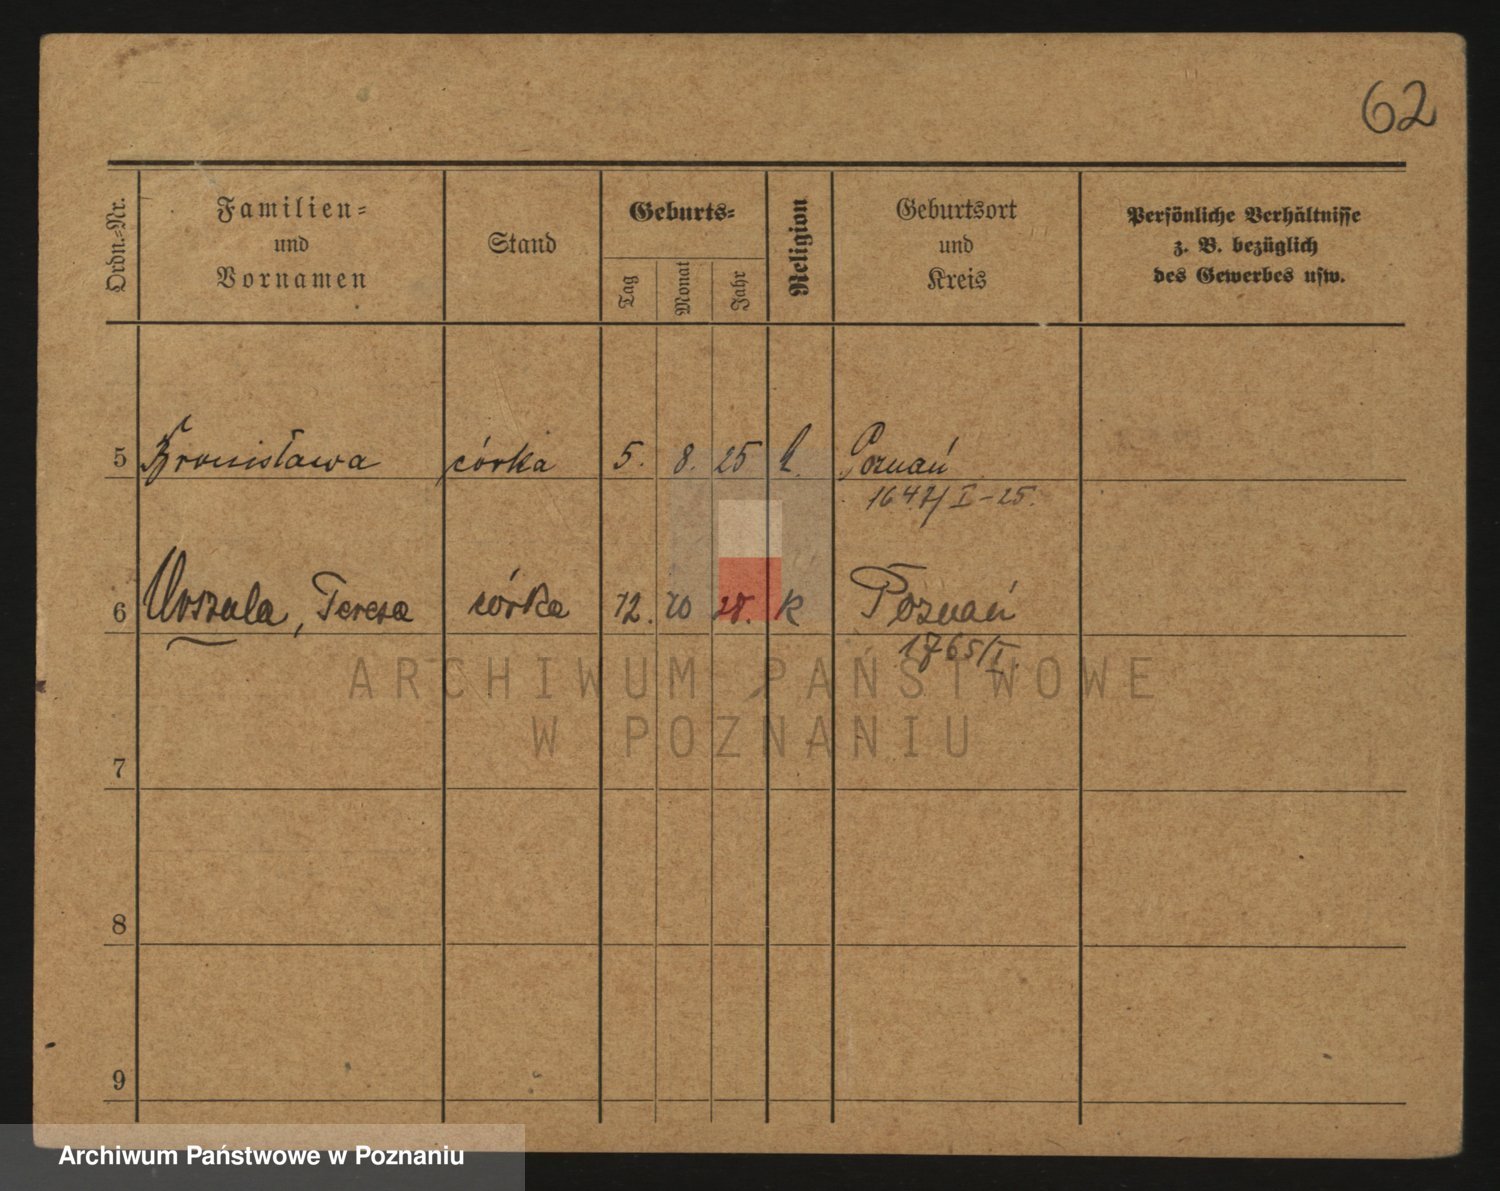 62
Ordn.-Nr.
Familien-
und
Vornamen
Stand
Geburts-
Tag
Monat
Jahr
Religion
Geburtsort
und
Kreis
Persönliche Verhältnisse
z. B. bezüglich
des Gewerbes usw.
5 Bronisława córka 5. 8. 25 k. Poznań
1647/I-25.
6 Urszula, Teresa córka 12. 10 28. k Poznań
1765/I.
ARCHIWUM PAŃSTWOWE
W POZNANIU
7
8
9
Archiwum Państwowe w Poznaniu